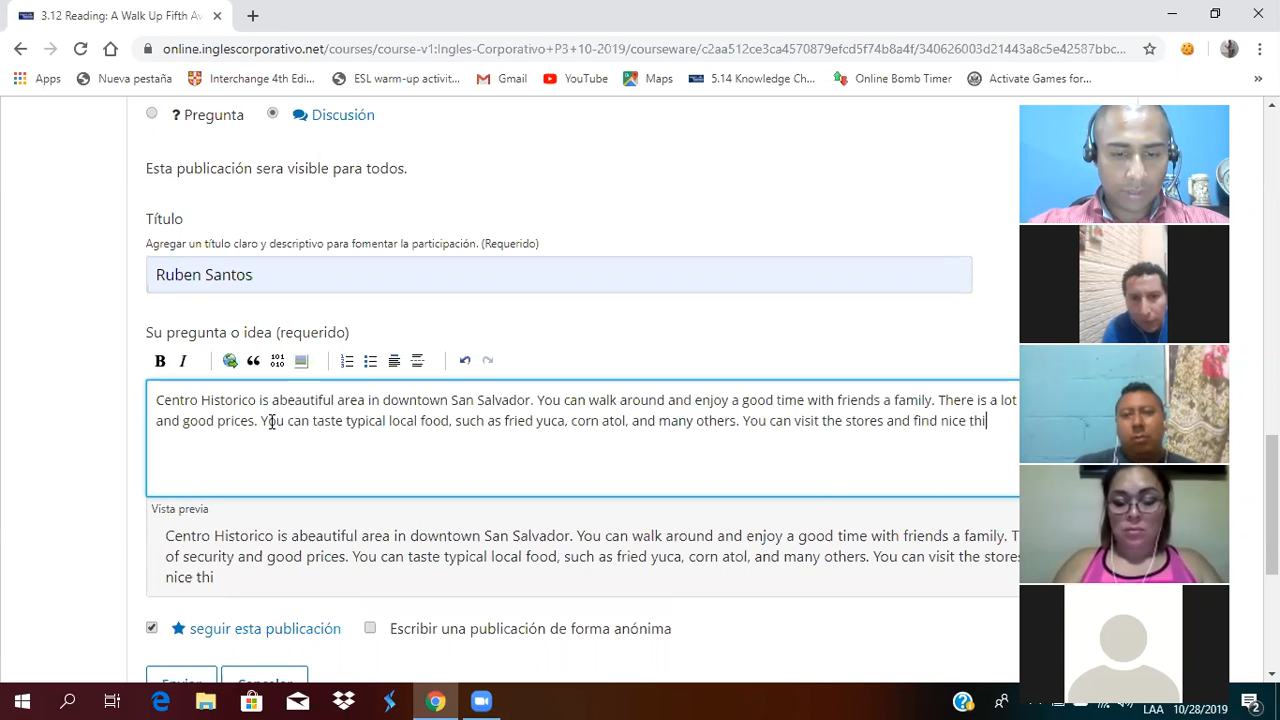 3.12 Reading: A Walk Up Fifth Av
online.inglescorporativo.net/courses/course-v1:Ingles-Corporativo+P3+10-2019/courseware/c2aa512ce3ca4570879efcd5f74b8a4f/340626003d21443a8c5e42587bbc...
Apps
Nueva pestaña
Interchange 4th Edi...
ESL warm-up activit...
Gmail
YouTube
Maps
5.14 Knowledge Ch...
Online Bomb Timer
Activate Games for...
»
? Pregunta
Discusión
Esta publicación sera visible para todos.
Título
Agregar un título claro y descriptivo para fomentar la participación. (Requerido)
Ruben Santos
Su pregunta o idea (requerido)
B I
101
010
Centro Historico is abeautiful area in downtown San Salvador. You can walk around and enjoy a good time with friends a family. There is a lot
and good prices. You can taste typical local food, such as fried yuca, corn atol, and many others. You can visit the stores and find nice thi
Vista previa
Centro Historico is abeautiful area in downtown San Salvador. You can walk around and enjoy a good time with friends a family. T
of security and good prices. You can taste typical local food, such as fried yuca, corn atol, and many others. You can visit the stores
nice thi
seguir esta publicación
Escribir una publicación de forma anónima
Enviar
Cancelar
LAA
10/28/2019
2